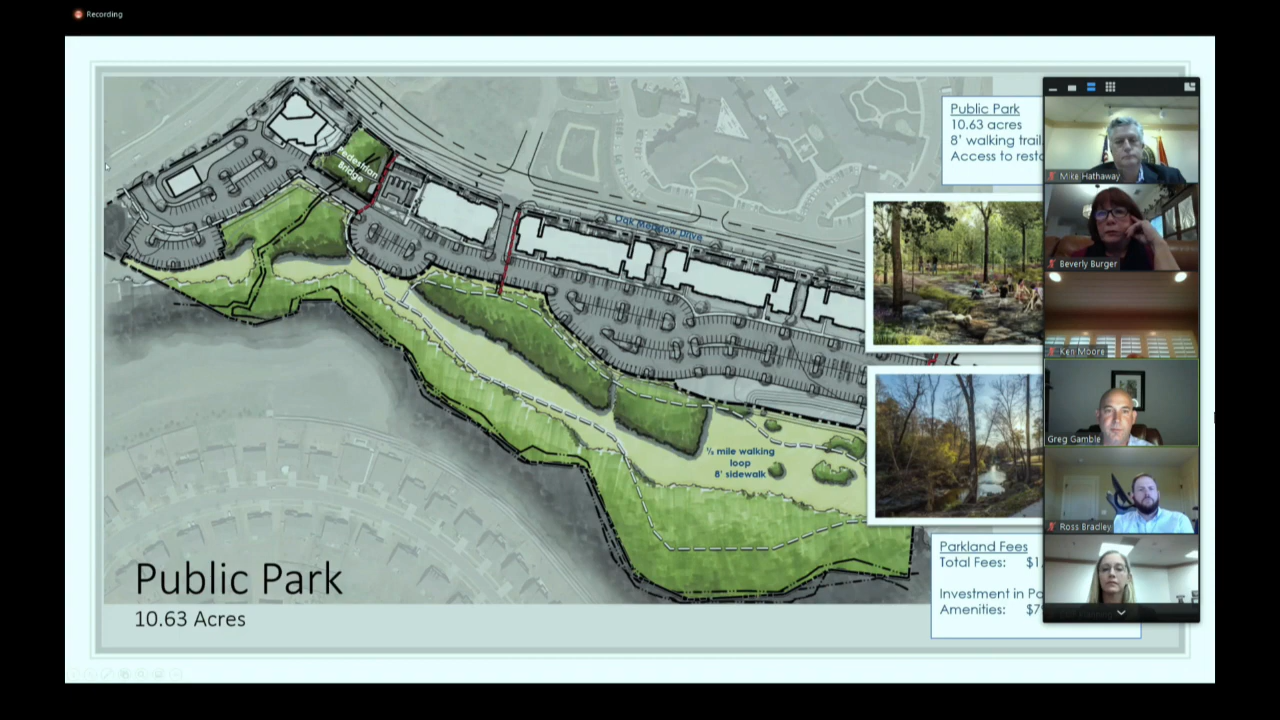 Recording
Public Park
10.63 acres
8' walking trail
Access to
Pedestrian
Bridge
Oak Meadow Drive
½ mile walking
loop
8' sidewalk
Public Park
10.63 Acres
Parkland Fees
Total Fees: $1
Investment in
Amenities: $7
Mike Hathaway
Beverly Burger
Ken Moore
Greg Gamble
Ross Bradley